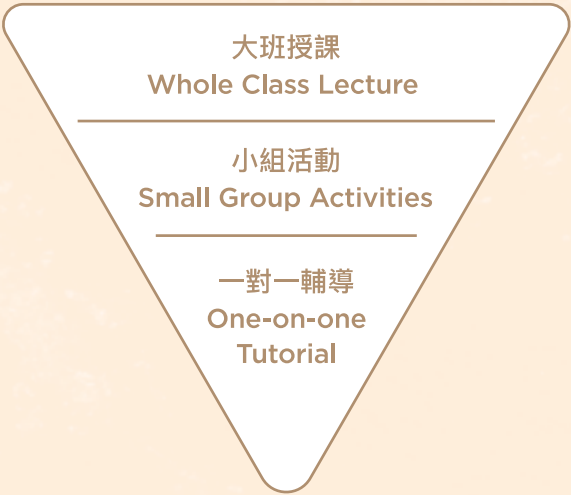 大班授課
Whole Class Lecture
小組活動
Small Group Activities
一對一輔導
One-on-one
Tutorial